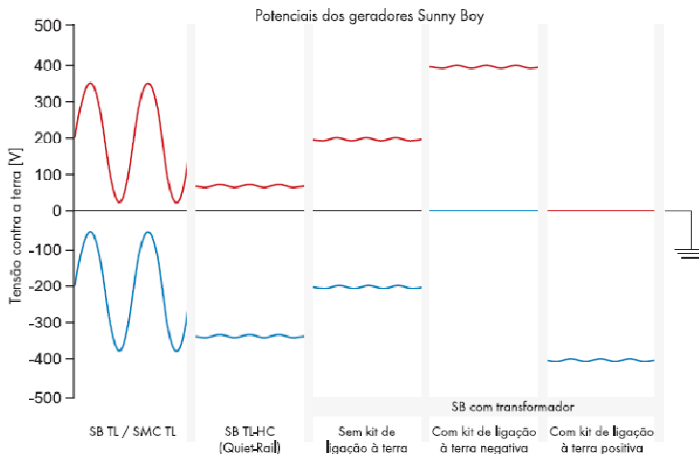 Potenciais dos geradores Sunny Boy
Tensão contra a terra [V]
500
400
300
200
100
0
-100
-200
-300
-400
-500
SB com transformador
SB TL / SMC TL
SB TL-HC
(Quiet-Rail)
Sem kit de
ligação à terra
Com kit de ligação
à terra negativa
Com kit de ligação
à terra positiva